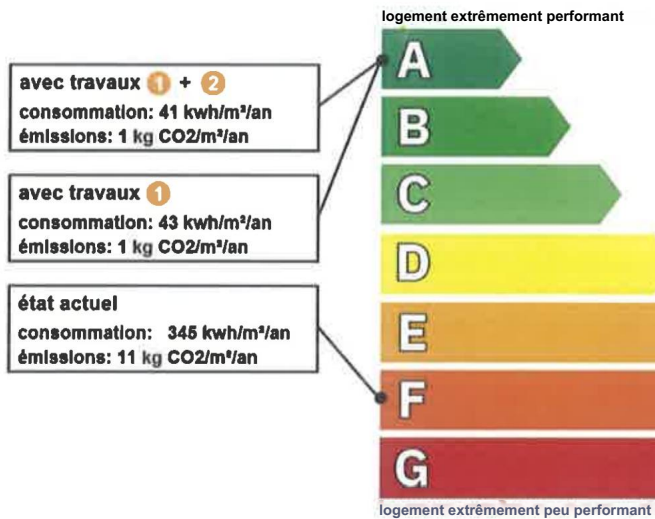 logement extrêmement performant
avec travaux 1 + 2
consommation: 41 kwh/m²/an
émissions: 1 kg CO2/m²/an
avec travaux 1
consommation: 43 kwh/m²/an
émissions: 1 kg CO2/m²/an
état actuel
consommation: 345 kwh/m²/an
émissions: 11 kg CO2/m²/an
A
B
C
D
E
F
G
logement extrêmement peu performant